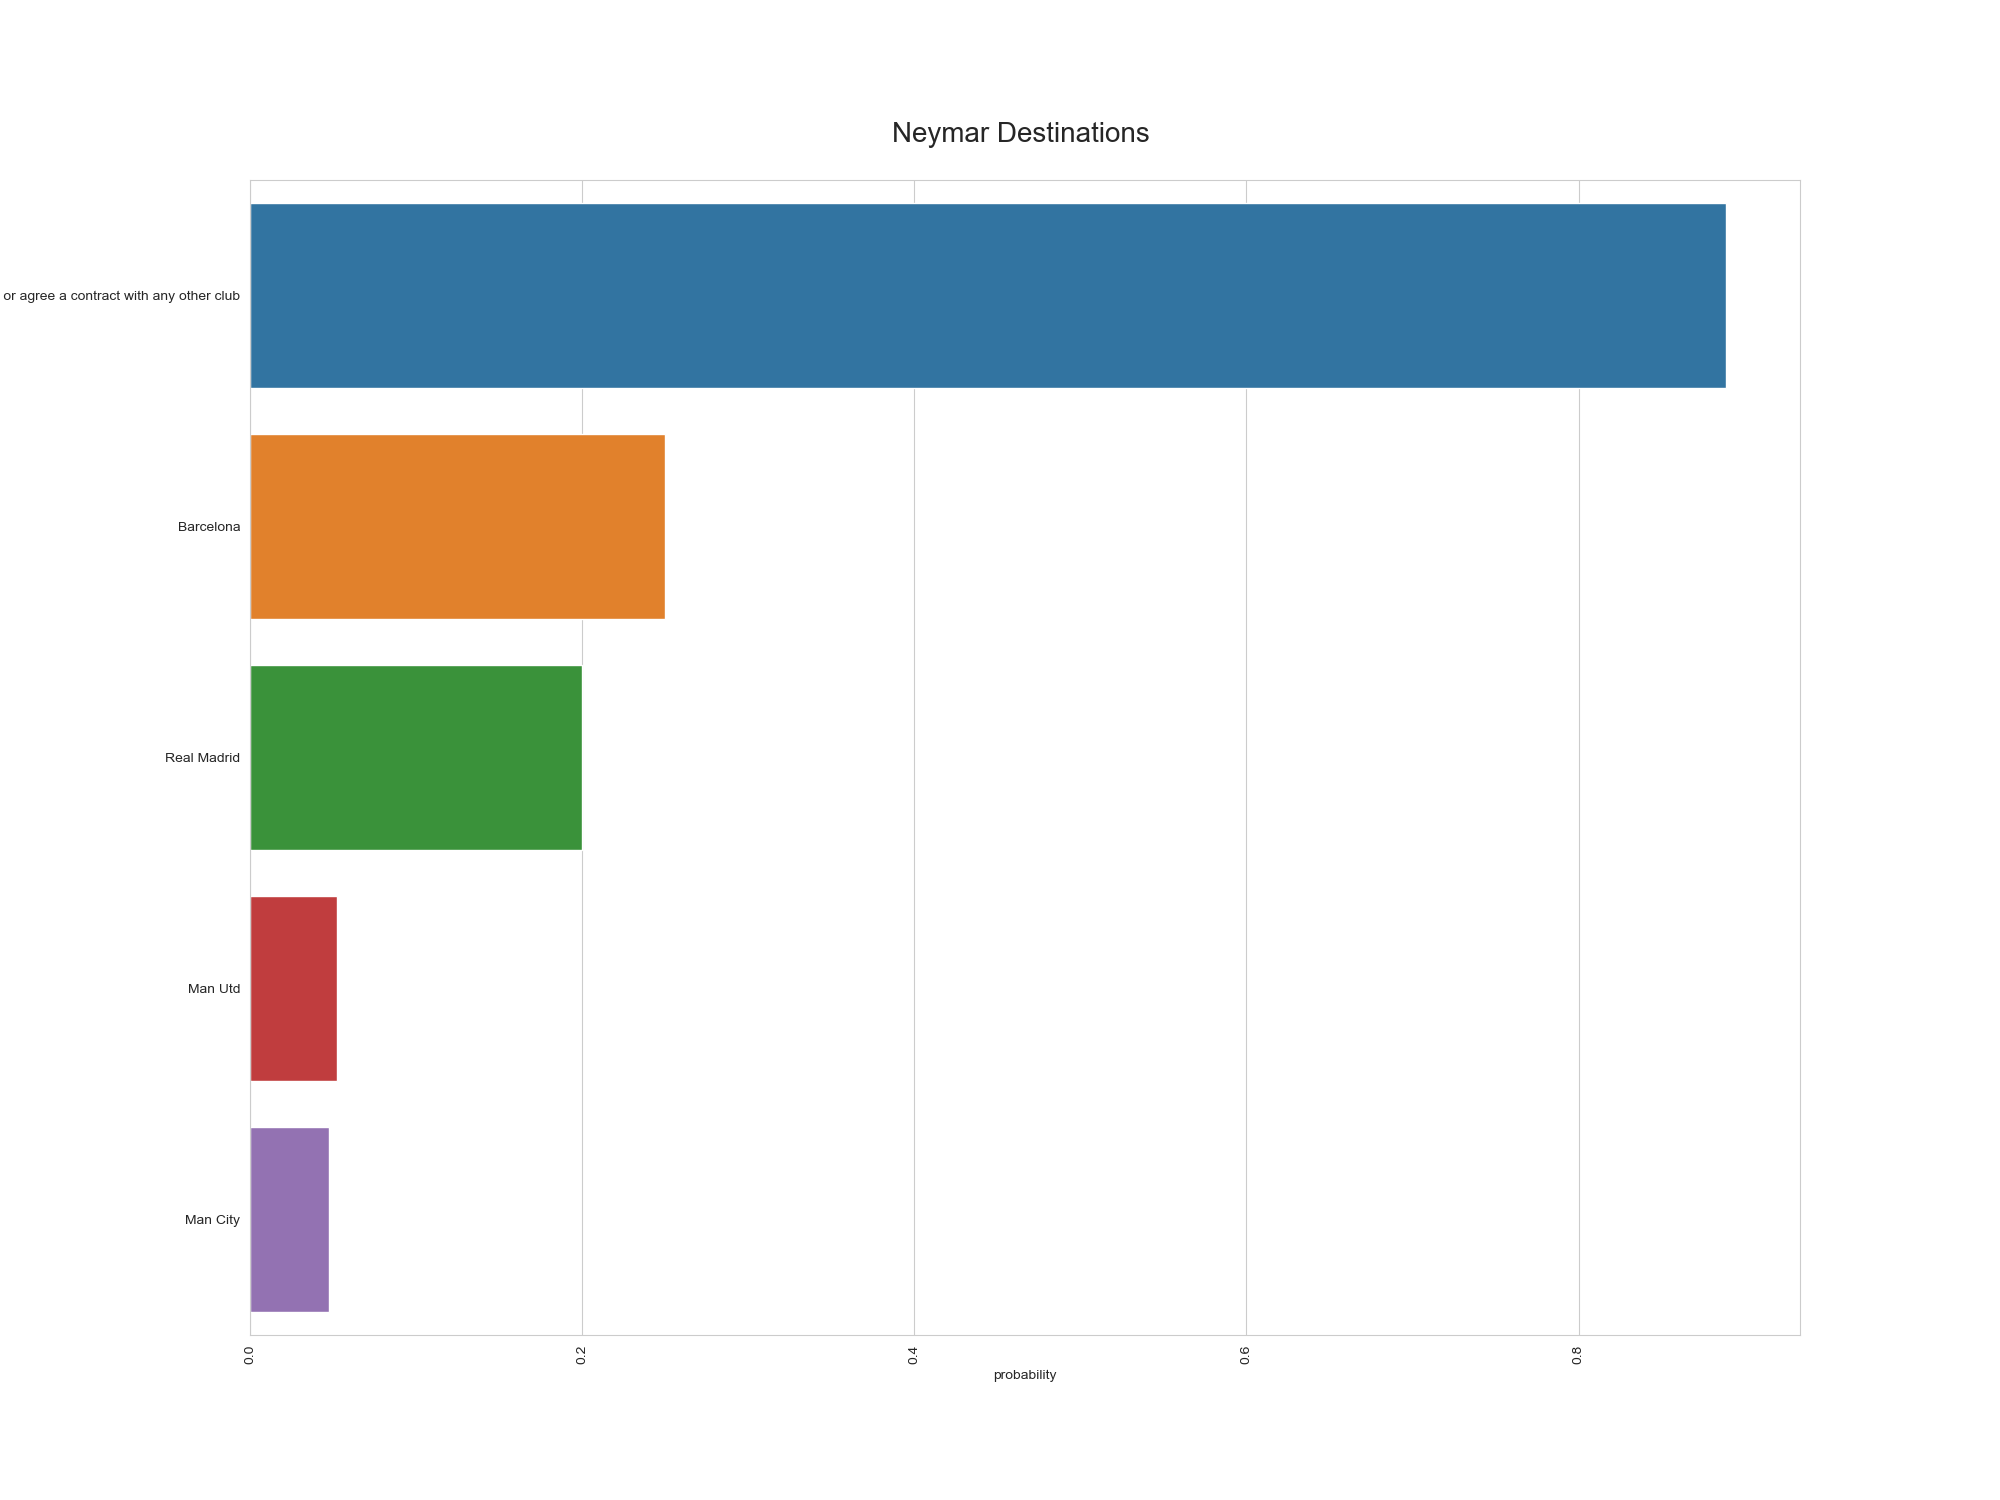 Neymar Destinations
or agree a contract with any other club
Barcelona
Real Madrid
Man Utd
Man City
0.0 0.2 0.4 0.6 0.8
probability